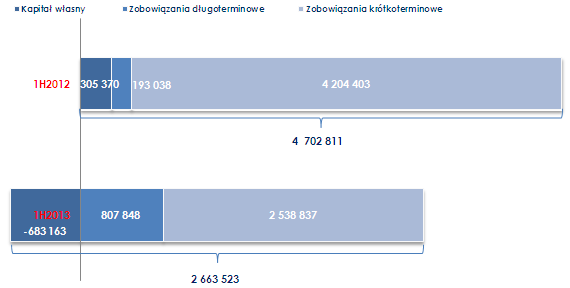 Kapitał własny Zobowiązania długoterminowe Zobowiązania krótkoterminowe
1H2012 305 370 193 038 4 204 403
4 702 811
1H2013 807 848 2 538 837
-683 163
2 663 523